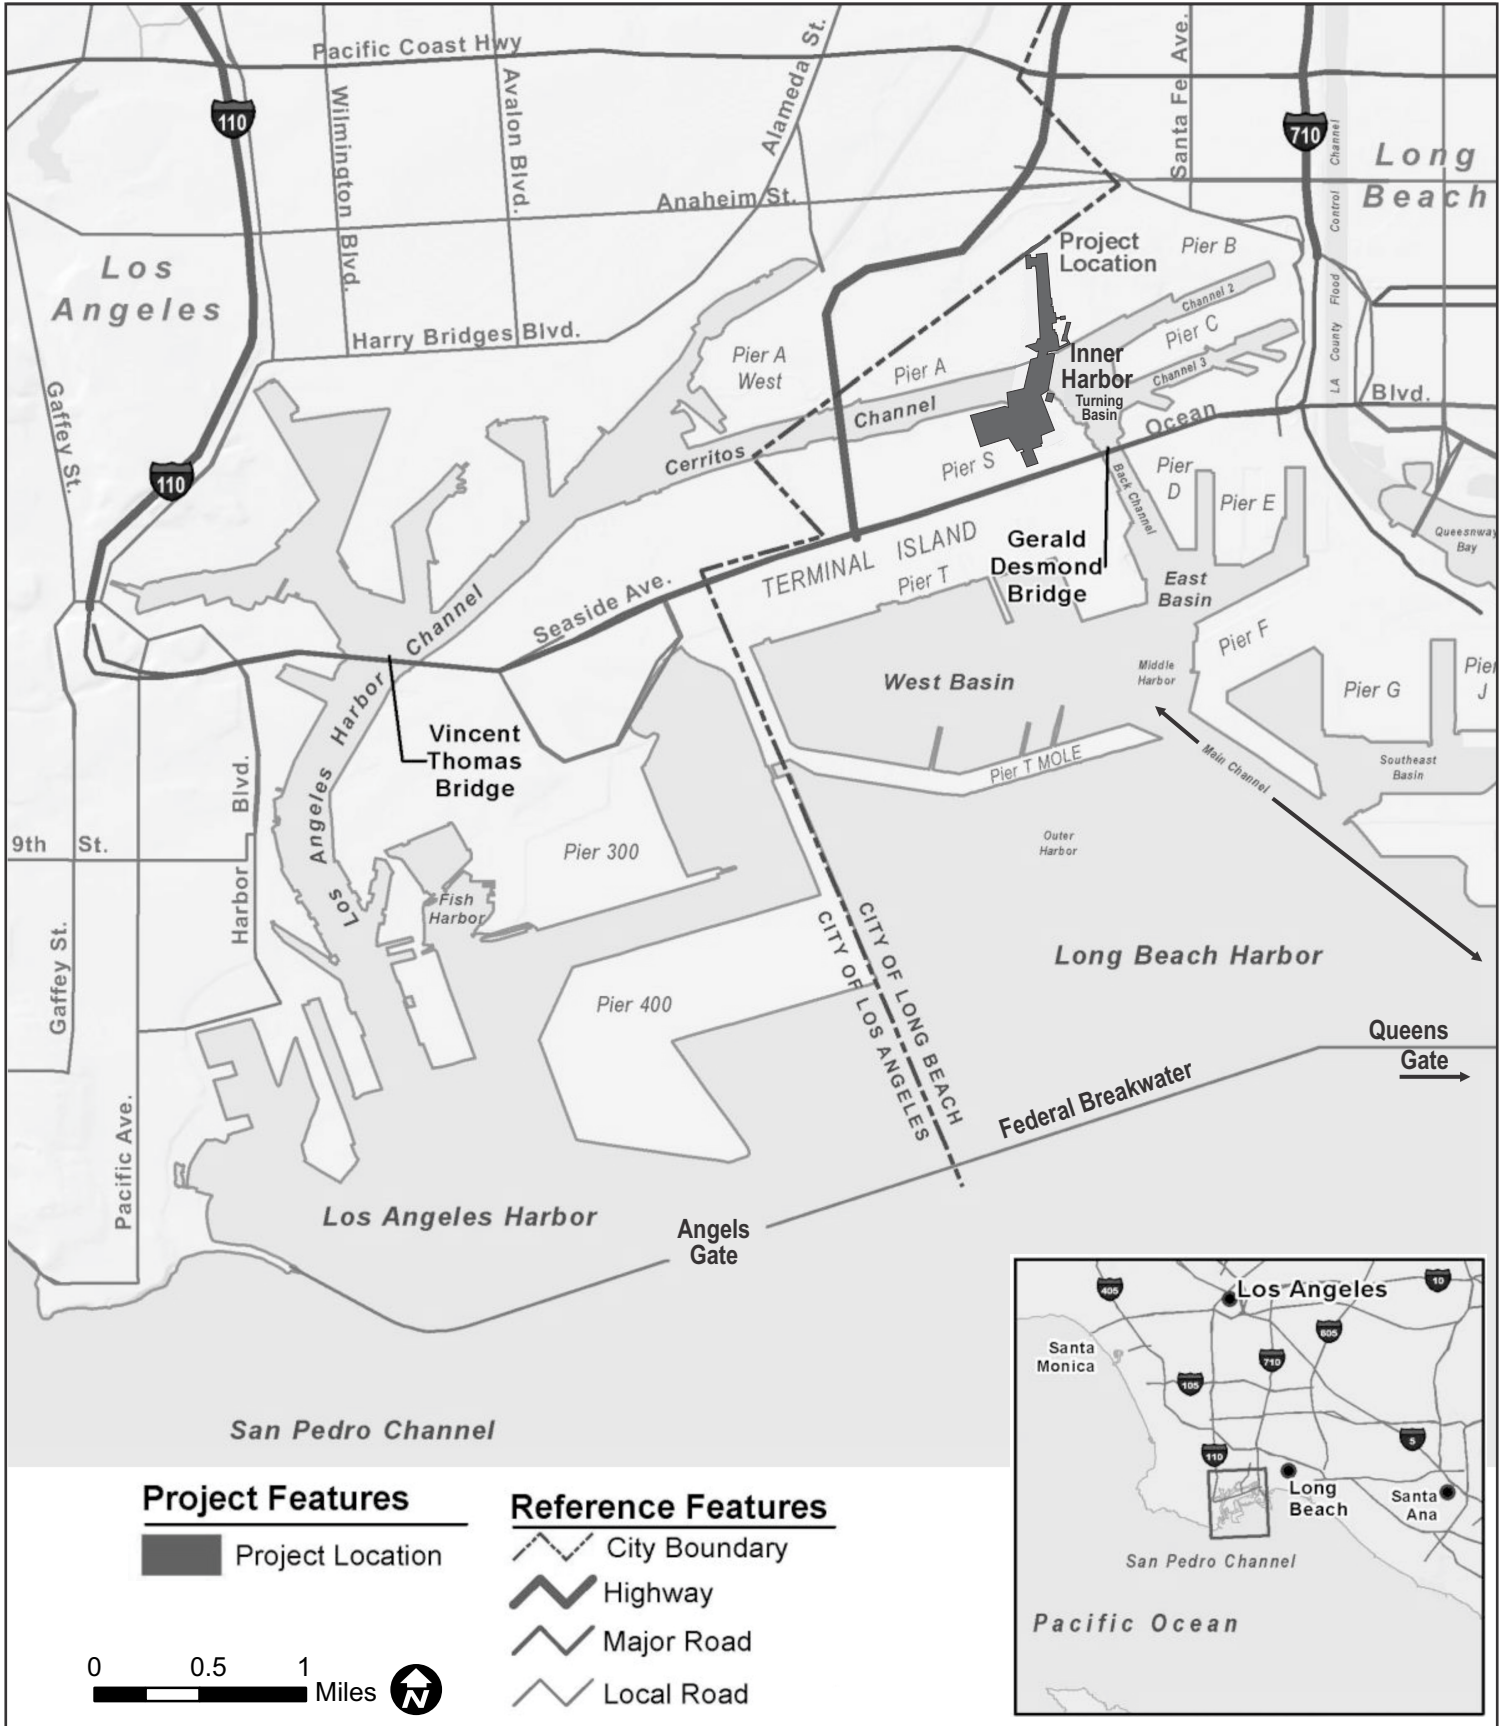 Pacific Coast Hwy
Alameda St.
Santa Fe Ave.
110
Wilmington Blvd.
Avalon Blvd.
710
LA County Flood Control Channel
Long
Beach
Anaheim St.
Los
Angeles
Project
Location
Pier B
Channel 2
Harry Bridges Blvd.
Pier A
West
Pier A
Inner
Harbor
Turning
Basin
Pier C
Channel 3
Gaffey St.
Cerritos Channel
Ocean Blvd.
110
Pier S
Back Channel
Pier
D
Pier E
Queensnway
Bay
TERMINAL ISLAND
Gerald
Desmond
Bridge
Pier T
East
Basin
Seaside Ave.
Los Angeles Harbor Channel
Pier F
West Basin
Middle
Harbor
Pier G
Pier
J
Vincent
Thomas
Bridge
Pier T MOLE
Main Channel
Southeast
Basin
Harbor Blvd.
9th St.
Pier 300
Outer
Harbor
Fish
Harbor
CITY OF LONG BEACH
CITY OF LOS ANGELES
Long Beach Harbor
Gaffey St.
Pier 400
Queens
Gate
Federal Breakwater
Pacific Ave.
Los Angeles Harbor
Angels
Gate
San Pedro Channel
405
Los Angeles
10
605
Santa
Monica
710
105
5
110
Long
Beach
Santa
Ana
San Pedro Channel
Pacific Ocean
Project Features
Project Location
Reference Features
City Boundary
Highway
Major Road
Local Road
0 0.5 1
Miles
N